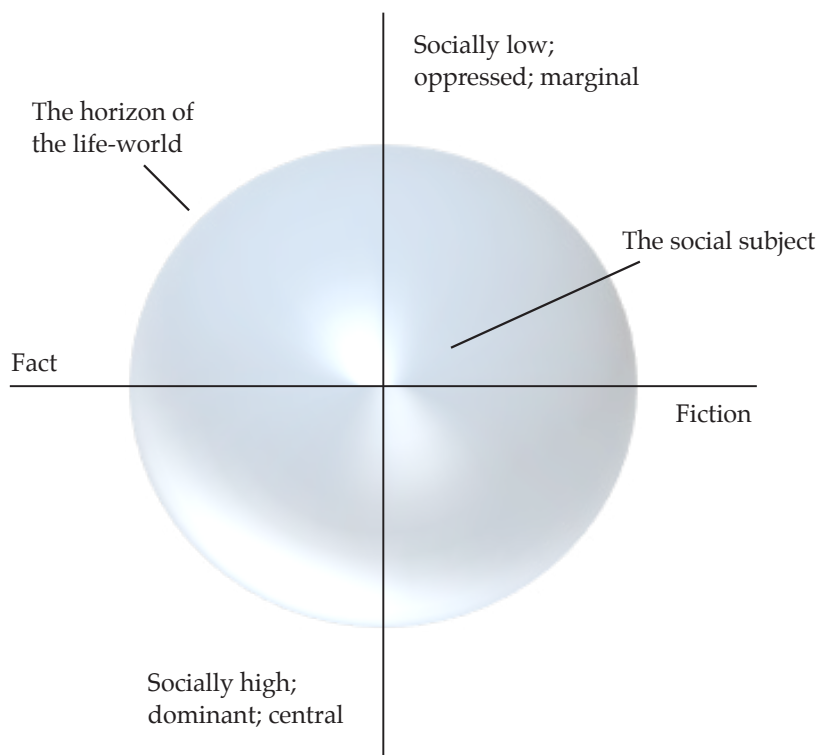 Socially low;
oppressed; marginal
The horizon of
the life-world
The social subject
Fact
Fiction
Socially high;
dominant; central